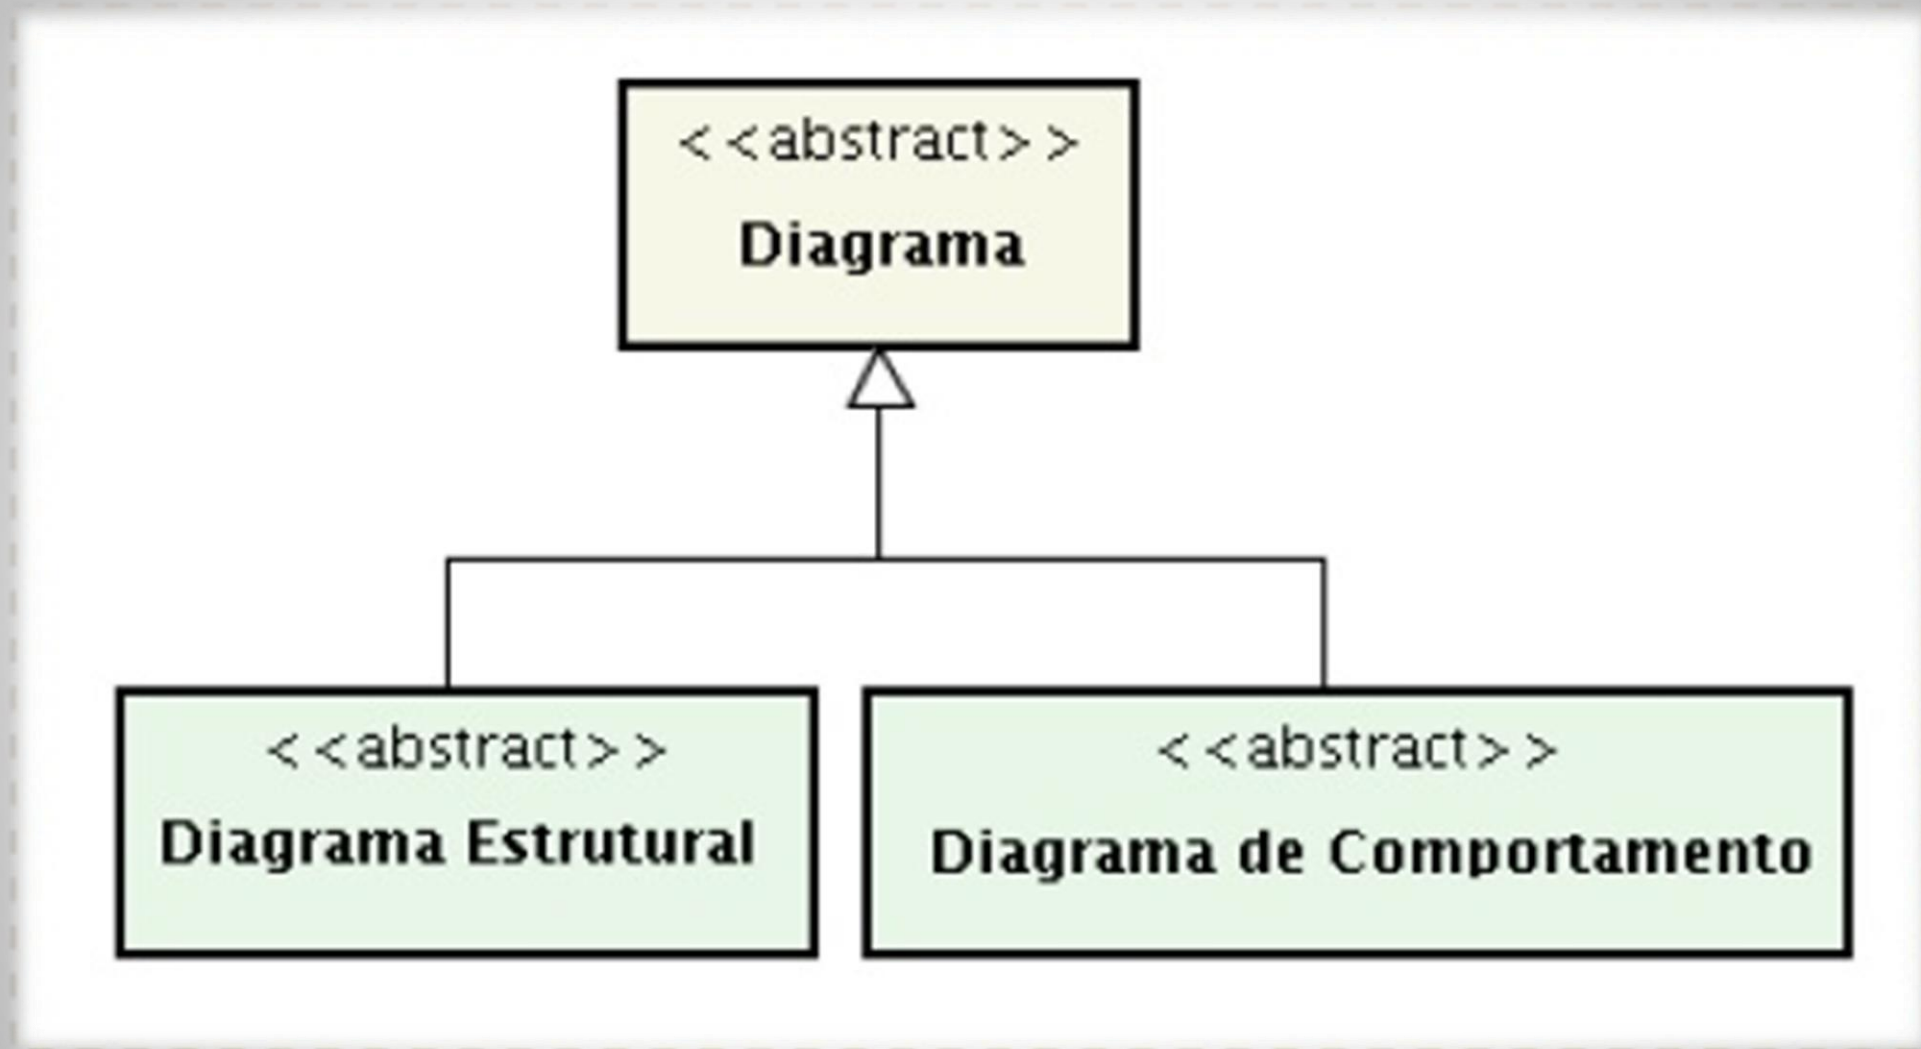 <<abstract>>
Diagrama
<<abstract>>
Diagrama Estrutural
<<abstract>>
Diagrama de Comportamento